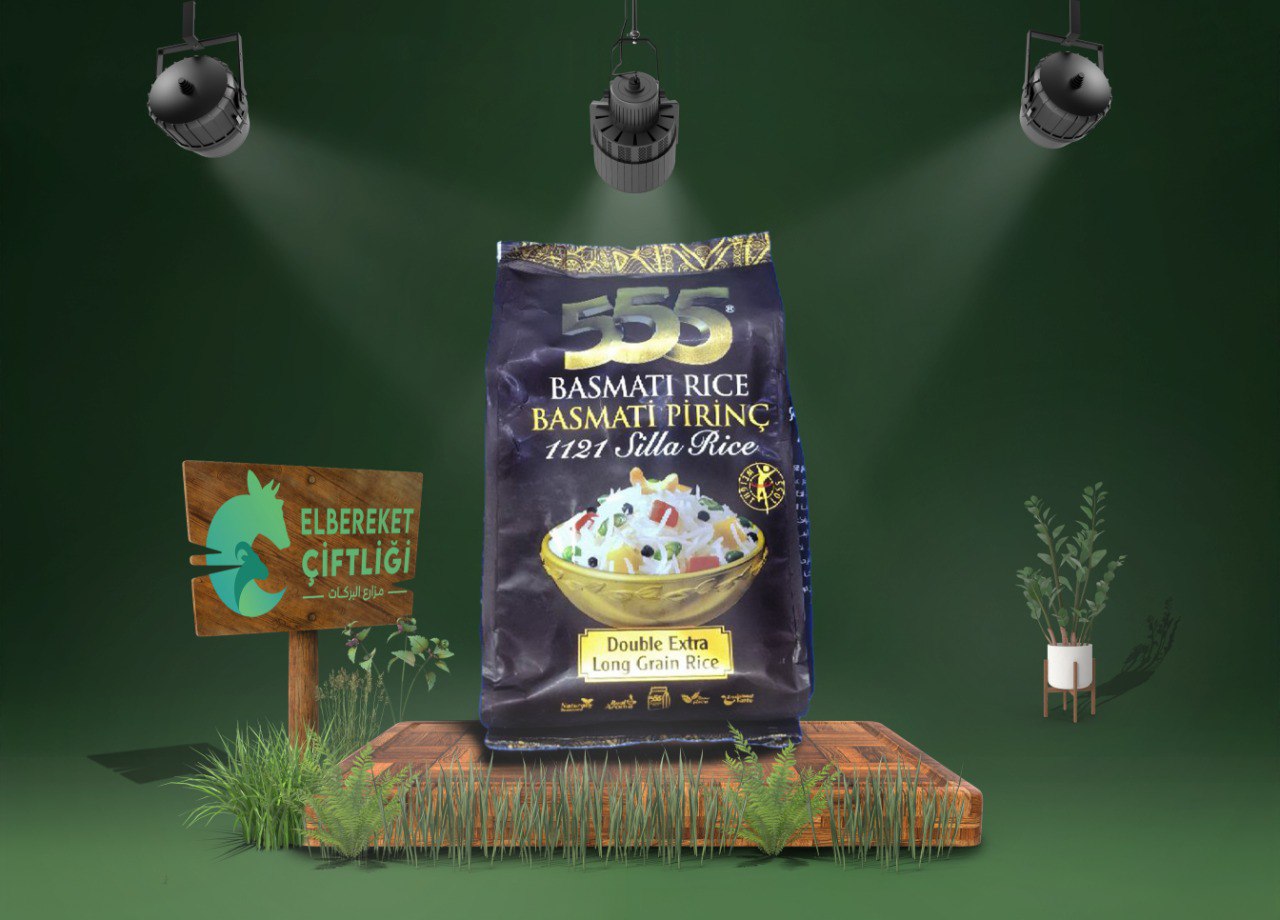 555®
BASMATI RICE
BASMATİ PİRİNÇ
1121 Silla Rice
Double Extra
Long Grain Rice
ELBEREKET
ÇİFTLİĞİ
مزارع البركات